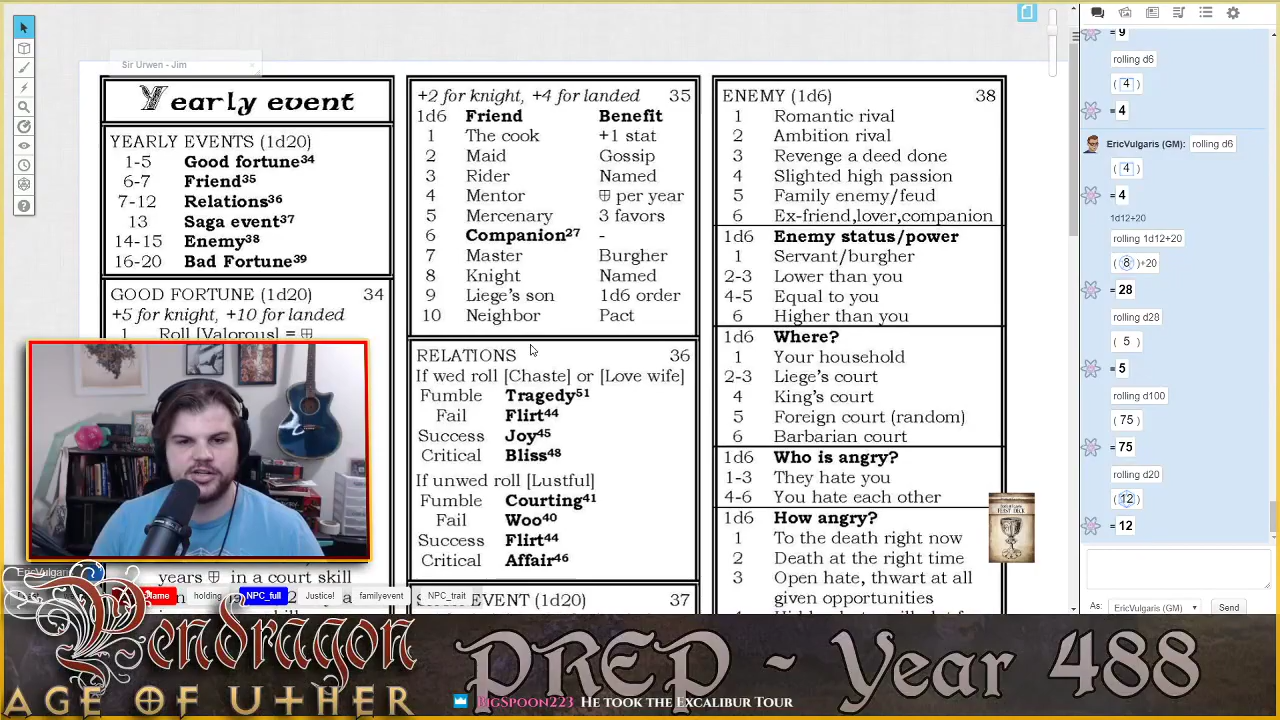 Sir Urwen - Jim
Yearly event
YEARLY EVENTS (1d20)
1-5 Good fortune³⁴
6-7 Friend³⁵
7-12 Relations³⁶
13 Saga event³⁷
14-15 Enemy³⁸
16-20 Bad Fortune³⁹
GOOD FORTUNE (1d20) 34
+5 for knight, +10 for landed
1 Roll [Valorous] = ⊞
years ⊞ in a court skill
+2 for knight, +4 for landed 35
1d6 Friend Benefit
1 The cook +1 stat
2 Maid Gossip
3 Rider Named
4 Mentor ⊞ per year
5 Mercenary 3 favors
6 Companion²⁷ -
7 Master Burgher
8 Knight Named
9 Liege's son 1d6 order
10 Neighbor Pact
RELATIONS 36
If wed roll [Chaste] or [Love wife]
Fumble Tragedy⁵¹
Fail Flirt⁴⁴
Success Joy⁴⁵
Critical Bliss⁴⁸
If unwed roll [Lustful]
Fumble Courting⁴¹
Fail Woo⁴⁰
Success Flirt⁴⁴
Critical Affair⁴⁶
EVENT (1d20) 37
ENEMY (1d6) 38
1 Romantic rival
2 Ambition rival
3 Revenge a deed done
4 Slighted high passion
5 Family enemy/feud
6 Ex-friend,lover,companion
1d6 Enemy status/power
1 Servant/burgher
2-3 Lower than you
4-5 Equal to you
6 Higher than you
1d6 Where?
1 Your household
2-3 Liege's court
4 King's court
5 Foreign court (random)
6 Barbarian court
1d6 Who is angry?
1-3 They hate you
4-6 You hate each other
1d6 How angry?
1 To the death right now
2 Death at the right time
3 Open hate, thwart at all
given opportunities
= 9
rolling d6
( 4 )
= 4
EricVulgaris (GM): rolling d6
( 4 )
= 4
1d12+20
rolling 1d12+20
( 8 )+20
= 28
rolling d28
( 5 )
= 5
rolling d100
( 75 )
= 75
rolling d20
( 12 )
= 12
As: EricVulgaris (GM) Send
holding NPC_full Justice! familyevent NPC_trait
Pendragon
AGE OF UTHER
PREP - Year 488
BIGSPOON223 HE TOOK THE EXCALIBUR TOUR